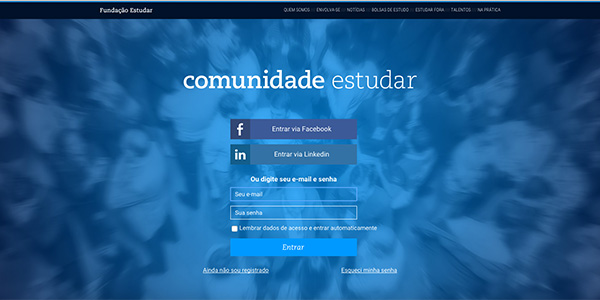 Fundação Estudar
QUEM SOMOS
ENVOLVA-SE
NOTÍCIAS
BOLSAS DE ESTUDO
ESTUDAR FORA
TALENTOS
NA PRÁTICA
comunidade estudar
f Entrar via Facebook
in Entrar via Linkedin
Ou digite seu e-mail e senha
Seu e-mail
Sua senha
Lembrar dados de acesso e entrar automaticamente
Entrar
Ainda não sou registrado
Esqueci minha senha